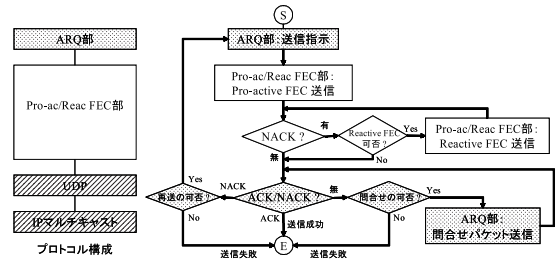 ARQ部
Pro-ac/Reac FEC部
UDP
IPマルチキャスト
プロトコル構成
S
ARQ部:送信指示
Pro-ac/Reac FEC部:
Pro-active FEC 送信
NACK ?
有
無
Reactive FEC
可否?
Yes
No
Pro-ac/Reac FEC部:
Reactive FEC 送信
ACK/NACK ?
NACK
再送の可否?
Yes
No
無
問合せの可否?
Yes
No
ARQ部:
問合せパケット送信
ACK
送信成功
E
送信失敗
送信失敗